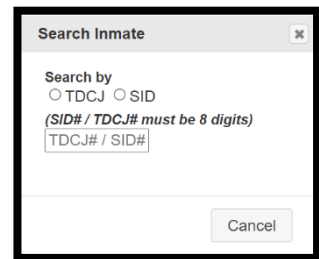 Search Inmate
Search by
TDCJ SID
(SID# / TDCJ# must be 8 digits)
TDCJ# / SID#
Cancel